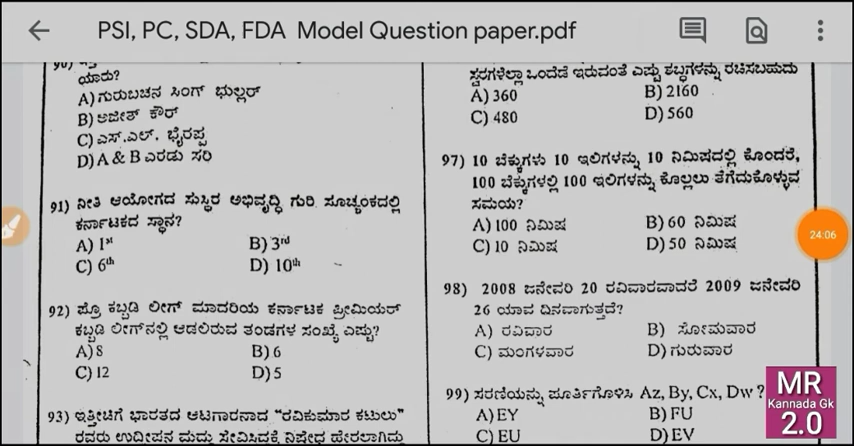 PSI, PC, SDA, FDA Model Question paper.pdf
90)
ಯಾರು?
A) ಗುರುಬಚನ ಸಿಂಗ್ ಭುಲ್ಲರ್
B) ಅಜೀತ್ ಕೌರ್
C) ಎಸ್.ಎಲ್. ಭೈರಪ್ಪ
D) A & B ಎರಡು ಸರಿ
91) ನೀತಿ ಆಯೋಗದ ಸುಸ್ಥಿರ ಅಭಿವೃದ್ಧಿ ಗುರಿ ಸೂಚ್ಯಂಕದಲ್ಲಿ
ಕರ್ನಾಟಕದ ಸ್ಥಾನ?
A) 1st B) 3rd
C) 6th D) 10th
92) ಪ್ರೊ ಕಬ್ಬಡಿ ಲೀಗ್ ಮಾದರಿಯ ಕರ್ನಾಟಕ ಪ್ರೀಮಿಯರ್
ಕಬ್ಬಡಿ ಲೀಗ್‌ನಲ್ಲಿ ಆಡಲಿರುವ ತಂಡಗಳ ಸಂಖ್ಯೆ ಎಷ್ಟು?
A) 8 B) 6
C) 12 D) 5
93) ಇತ್ತೀಚಿಗೆ ಭಾರತದ ಆಟಗಾರನಾದ "ರವಿಕುಮಾರ ಕಟುಲು"
ರವರು ಉದೀಪನ ಮದ್ದು ಸೇವಿಸಿದಕ್ಕೆ ನಿಷೇಧ ಹೇರಲಾಗಿದ್ದು
ಸ್ವರಗಳೆಲ್ಲಾ ಒಂದೆಡೆ ಇರುವಂತೆ ಎಷ್ಟು ಶಬ್ಧಗಳನ್ನು ರಚಿಸಬಹುದು
A) 360 B) 2160
C) 480 D) 560
97) 10 ಬೆಕ್ಕುಗಳು 10 ಇಲಿಗಳನ್ನು 10 ನಿಮಿಷದಲ್ಲಿ ಕೊಂದರೆ,
100 ಬೆಕ್ಕುಗಳಲ್ಲಿ 100 ಇಲಿಗಳನ್ನು ಕೊಲ್ಲಲು ತೆಗೆದುಕೊಳ್ಳುವ
ಸಮಯ?
A) 100 ನಿಮಿಷ B) 60 ನಿಮಿಷ
C) 10 ನಿಮಿಷ D) 50 ನಿಮಿಷ
98) 2008 ಜನೇವರಿ 20 ರವಿವಾರವಾದರೆ 2009 ಜನೇವರಿ
26 ಯಾವ ದಿನವಾಗುತ್ತದೆ?
A) ರವಿವಾರ B) ಸೋಮವಾರ
C) ಮಂಗಳವಾರ D) ಗುರುವಾರ
99) ಸರಣಿಯನ್ನು ಪೂರ್ತಿಗೊಳಿಸಿ Az, By, Cx, Dw ?
A) EY B) FU
C) EU D) EV
24:06
MR
Kannada Gk
2.0